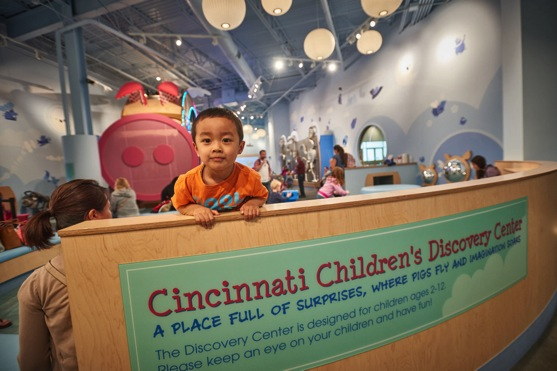 Cincinnati Children's Discovery Center
A PLACE FULL OF SURPRISES, WHERE PIGS FLY AND IMAGINATION SOARS
The Discovery Center is designed for children ages 2-12.
Please keep an eye on your children and have fun!